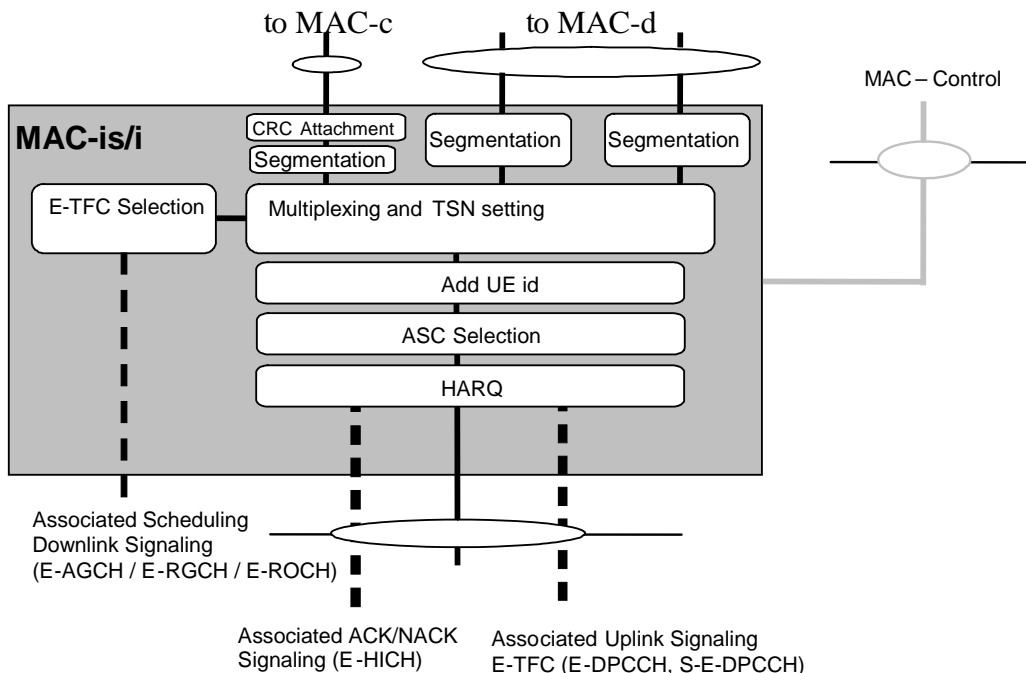 to MAC-c
to MAC-d
MAC – Control
MAC-is/i
CRC Attachment
Segmentation
Segmentation
Segmentation
E-TFC Selection
Multiplexing and TSN setting
Add UE id
ASC Selection
HARQ
Associated Scheduling
Downlink Signaling
(E-AGCH / E-RGCH / E-ROCH)
Associated ACK/NACK
Signaling (E-HICH)
Associated Uplink Signaling
E-TFC (E-DPCCH, S-E-DPCCH)